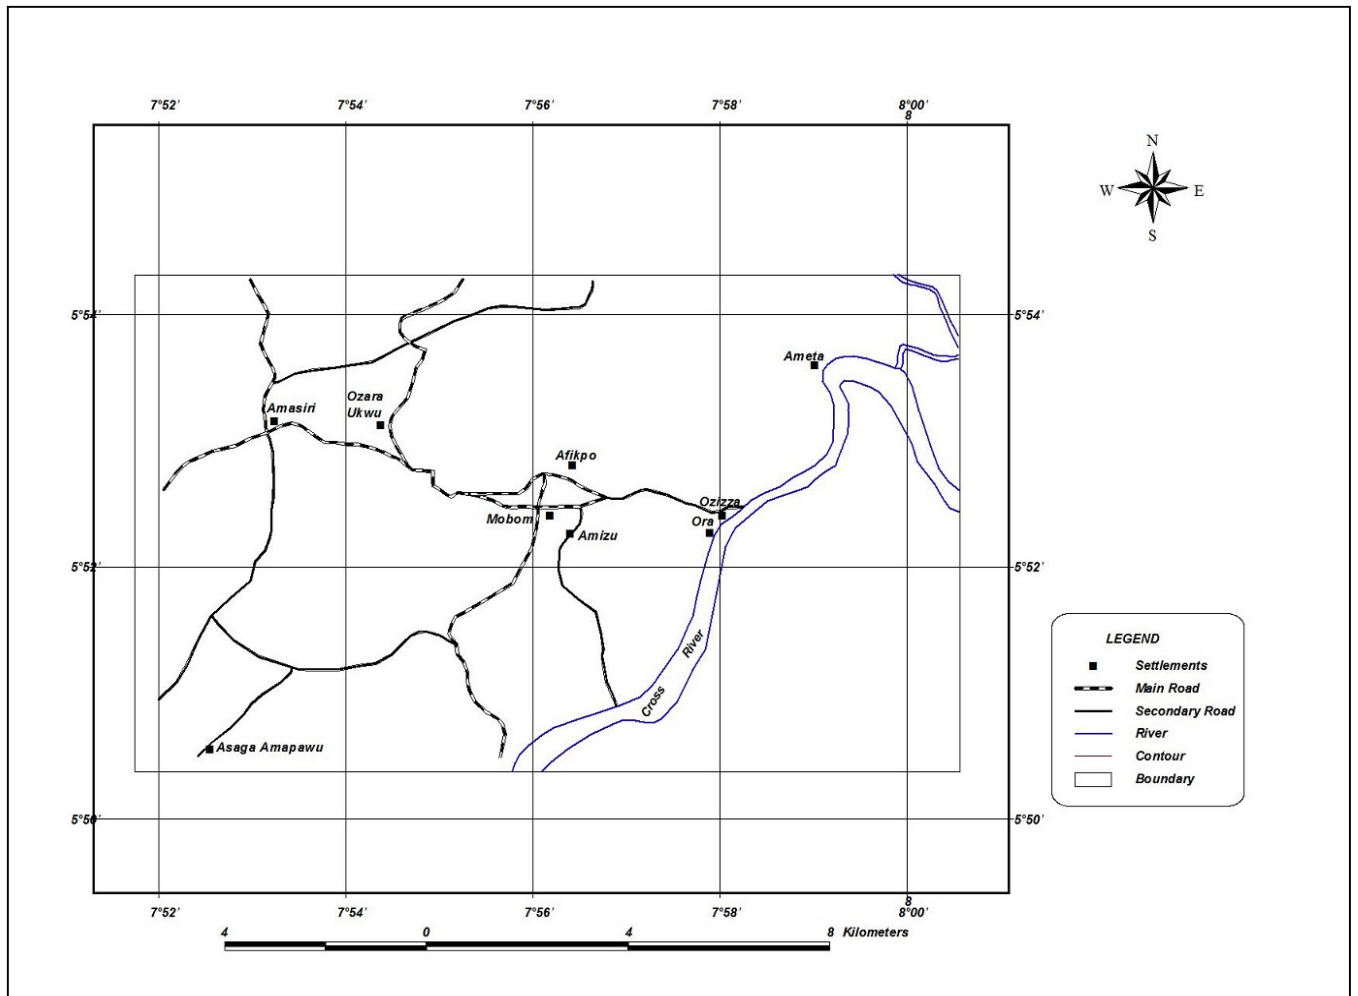 7°52' 7°54' 7°56' 7°58' 8°00'
8
N
W E
S
5°54' 5°54'
Ameta
Ozara
Ukwu
Amasiri
Afikpo
Ozizza
Mobom
Ora
Amizu
5°52' 5°52'
River
Cross
Asaga Amapawu
LEGEND
Settlements
Main Road
Secondary Road
River
Contour
Boundary
5°50' 5°50'
8
7°52' 7°54' 7°56' 7°58' 8°00'
4 0 4 8 Kilometers